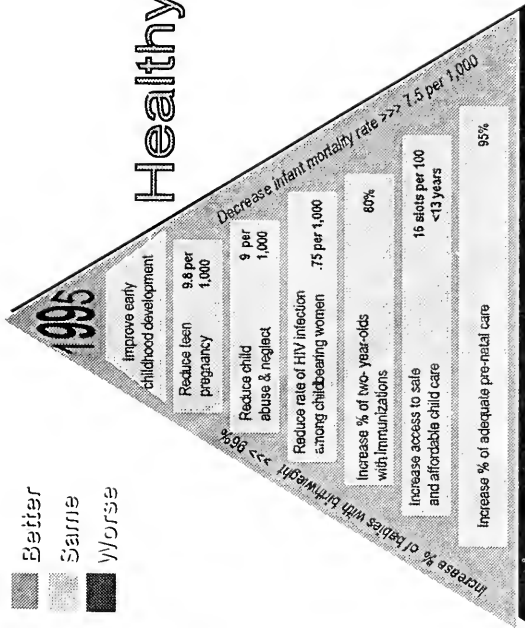 Better
Same
Worse
Healthy
1995
Improve early
childhood development
Reduce teen
pregnancy
9.8 per
1,000
Reduce child
abuse & neglect
9 per
1,000
Reduce rate of HIV infection
among childbearing women
.75 per 1,000
Increase % of two- year-olds
with Immunizations
60%
Increase access to safe
and affordable child care
16 slots per 100
<13 years
Increase % of adequate pre-natal care
95%
Increase % of babies with birthwieght >>> 96%
Decrease infant mortality rate >>> 7.5 per 1,000